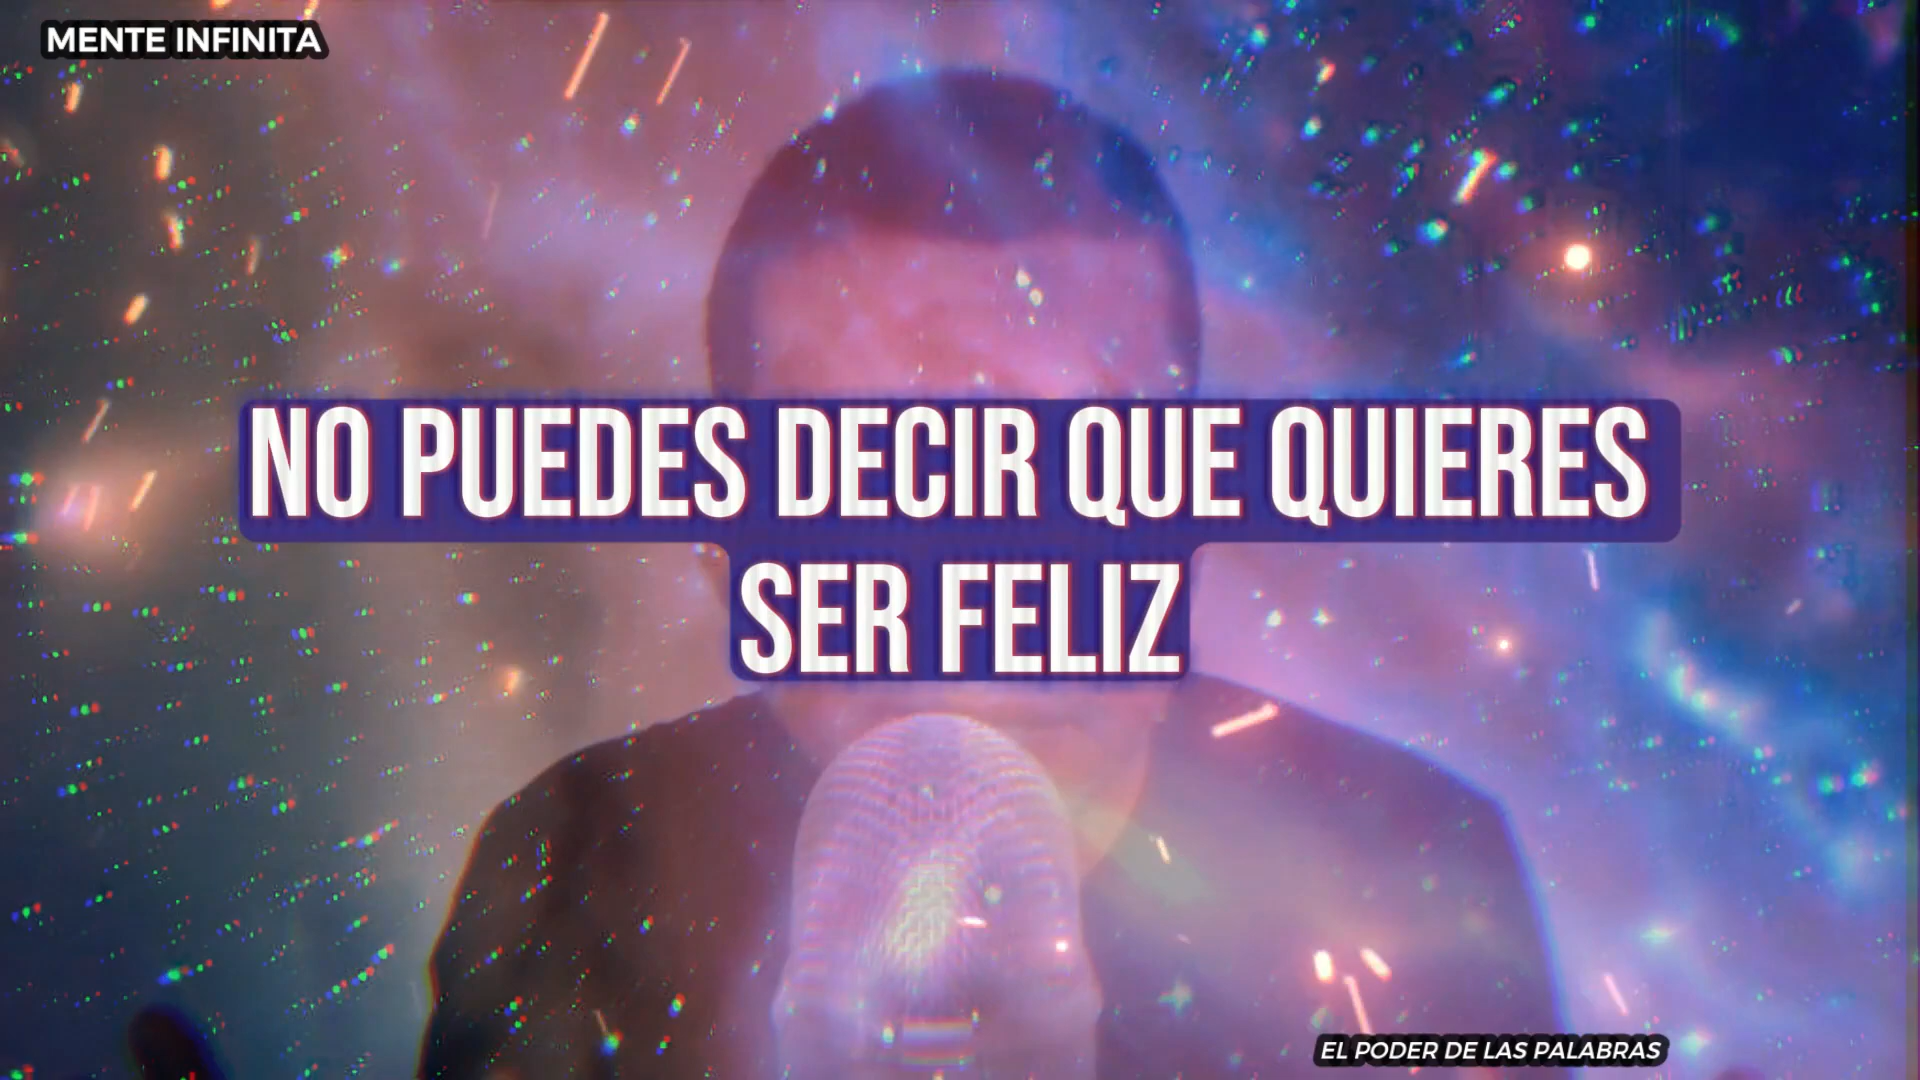 MENTE INFINITA
NO PUEDES DECIR QUE QUIERES
SER FELIZ
EL PODER DE LAS PALABRAS